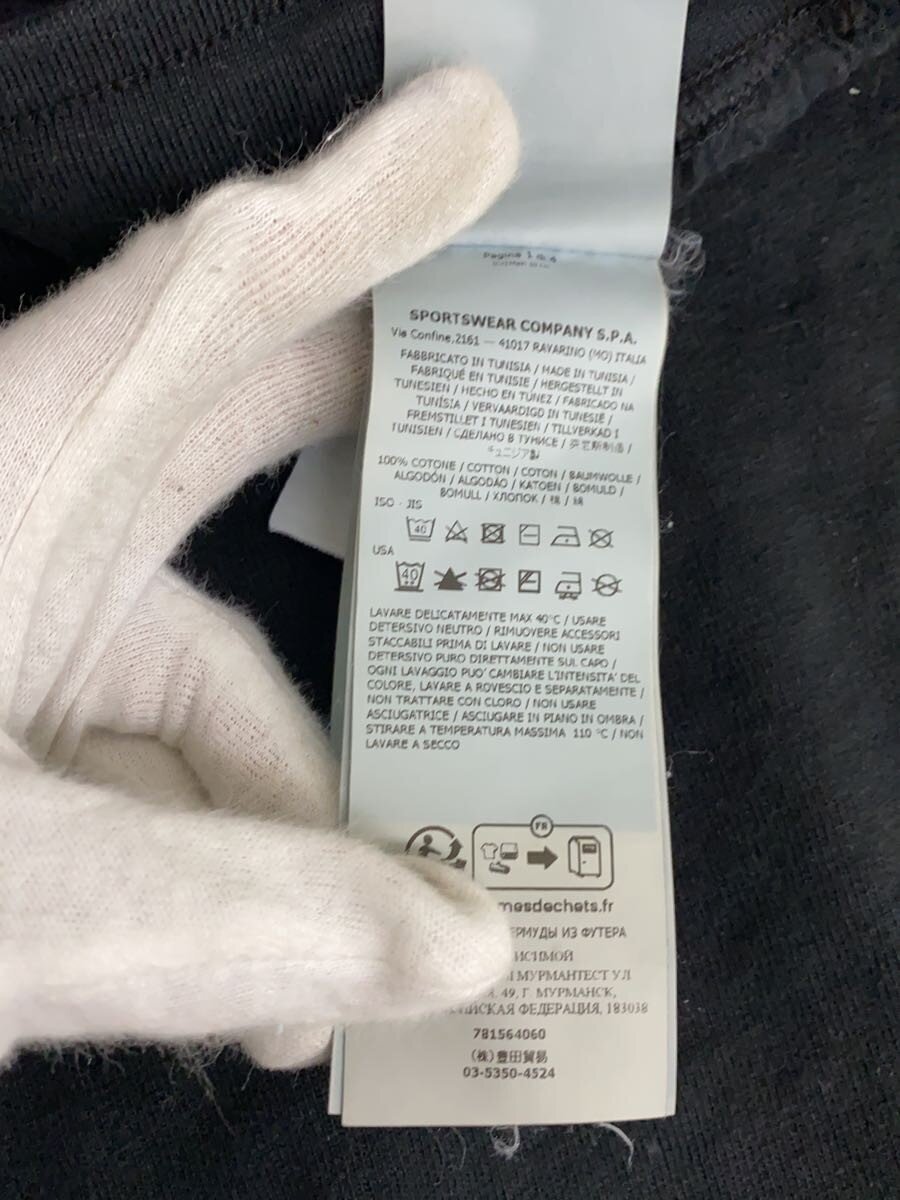 Pagina 1 di 4
SPORTSWEAR COMPANY S.P.A.
Via Confine,2161 — 41017 RAVARINO (MO) ITALIA
FABBRICATO IN TUNISIA / MADE IN TUNISIA /
FABRIQUÉ EN TUNISIE / HERGESTELLT IN
TUNESIEN / HECHO EN TÚNEZ / FABRICADO NA
TUNÍSIA / VERVAARDIGD IN TUNESIË /
FREMSTILLET I TUNESIEN / TILLVERKAD I
TUNISIEN / СДЕЛАНО В ТУНИСЕ / 突尼斯制造 /
チュニジア製
100% COTONE / COTTON / COTON / BAUMWOLLE /
ALGODÓN / ALGODÃO / KATOEN / BOMULD /
BOMULL / ХЛОПОК / 棉 / 綿
ISO - JIS
40
USA
40
LAVARE DELICATAMENTE MAX 40°C / USARE
DETERSIVO NEUTRO / RIMUOVERE ACCESSORI
STACCABILI PRIMA DI LAVARE / NON USARE
DETERSIVO PURO DIRETTAMENTE SUL CAPO /
OGNI LAVAGGIO PUO' CAMBIARE L'INTENSITA' DEL
COLORE, LAVARE A ROVESCIO E SEPARATAMENTE /
NON TRATTARE CON CLORO / NON USARE
ASCIUGATRICE / ASCIUGARE IN PIANO IN OMBRA /
STIRARE A TEMPERATURA MASSIMA 110 °C / NON
LAVARE A SECCO
FR
mesdechets.fr
ЕРМУДЫ ИЗ ФУТЕРА
ИСИМОЙ
И МУРМАНТЕСТ УЛ
49, Г. МУРМАНСК,
ЙСКАЯ ФЕДЕРАЦИЯ, 183038
781564060
(株)豊田貿易
03-5350-4524